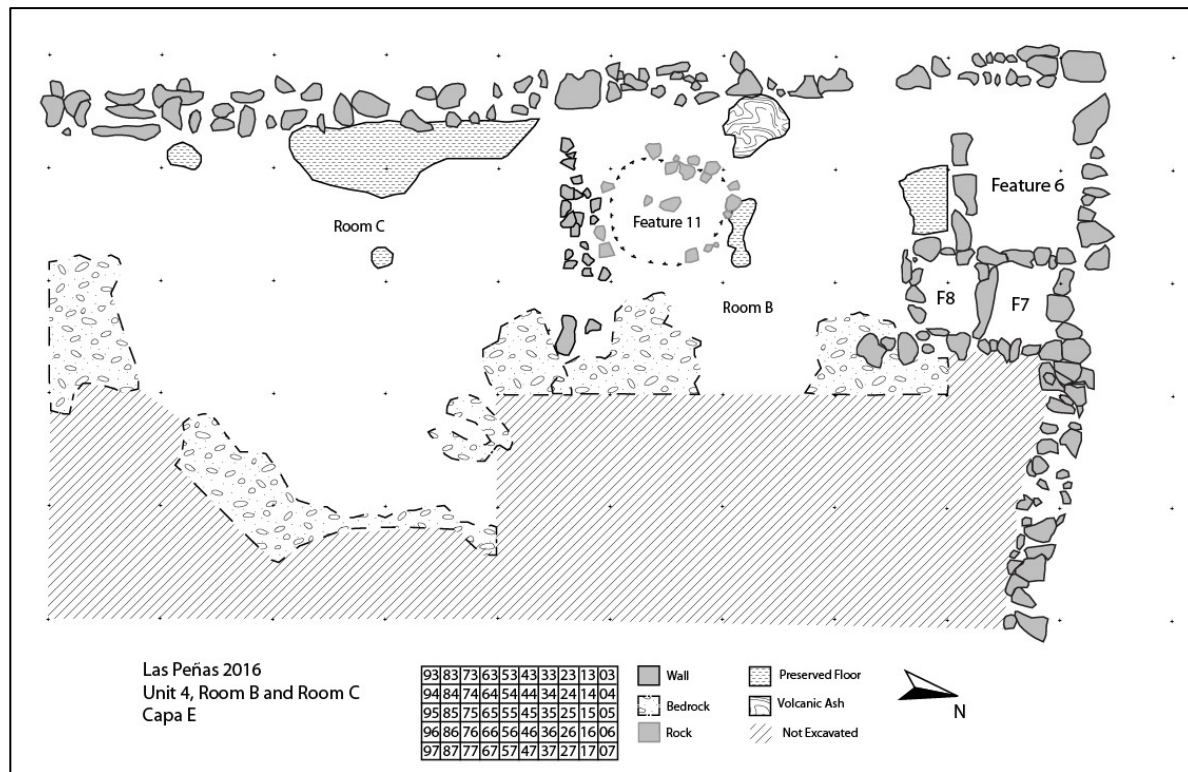 Feature 6
Room C
Feature 11
F8
F7
Room B
Las Peñas 2016
Unit 4, Room B and Room C
Capa E
93 83 73 63 53 43 33 23 13 03
94 84 74 64 54 44 34 24 14 04
95 85 75 65 55 45 35 25 15 05
96 86 76 66 56 46 36 26 16 06
97 87 77 67 57 47 37 27 17 07
Wall
Bedrock
Rock
Preserved Floor
Volcanic Ash
Not Excavated
N